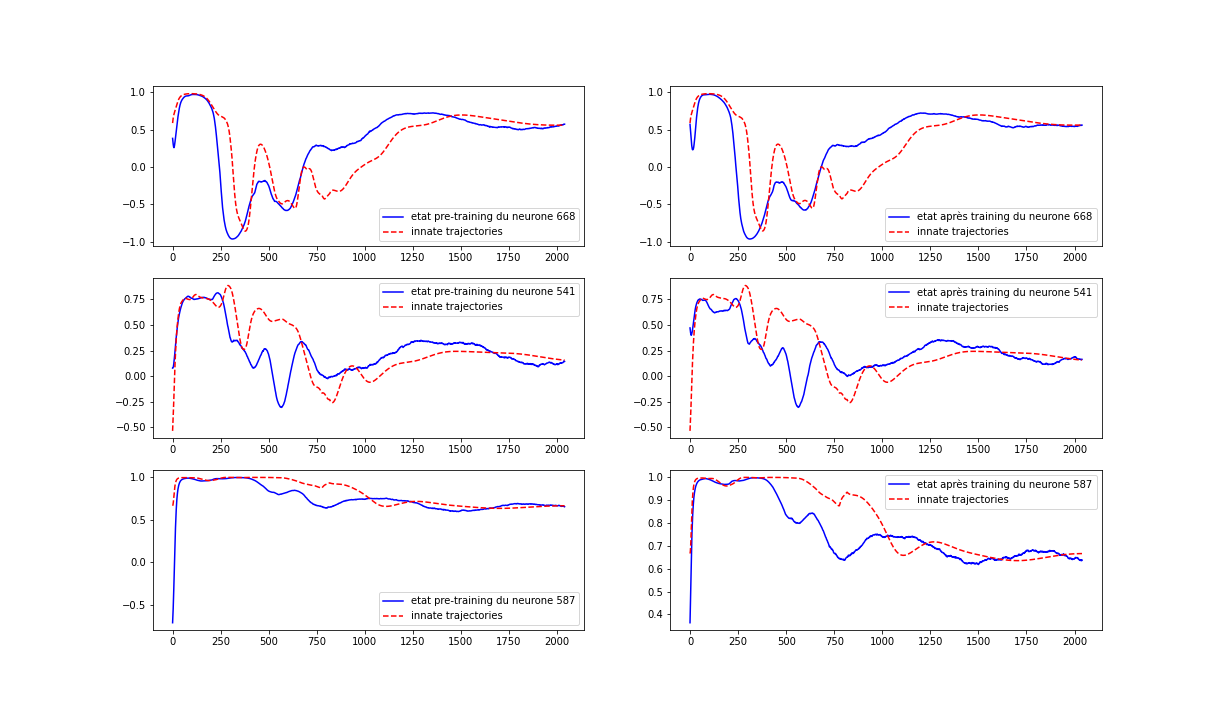 1.0
0.5
0.0
−0.5
−1.0
etat pre-training du neurone 668
innate trajectories
0 250 500 750 1000 1250 1500 1750 2000
1.0
0.5
0.0
−0.5
−1.0
etat après training du neurone 668
innate trajectories
0 250 500 750 1000 1250 1500 1750 2000
0.75
0.50
0.25
0.00
−0.25
−0.50
etat pre-training du neurone 541
innate trajectories
0 250 500 750 1000 1250 1500 1750 2000
0.75
0.50
0.25
0.00
−0.25
−0.50
etat après training du neurone 541
innate trajectories
0 250 500 750 1000 1250 1500 1750 2000
1.0
0.5
0.0
−0.5
etat pre-training du neurone 587
innate trajectories
0 250 500 750 1000 1250 1500 1750 2000
1.0
0.9
0.8
0.7
0.6
0.5
0.4
etat après training du neurone 587
innate trajectories
0 250 500 750 1000 1250 1500 1750 2000